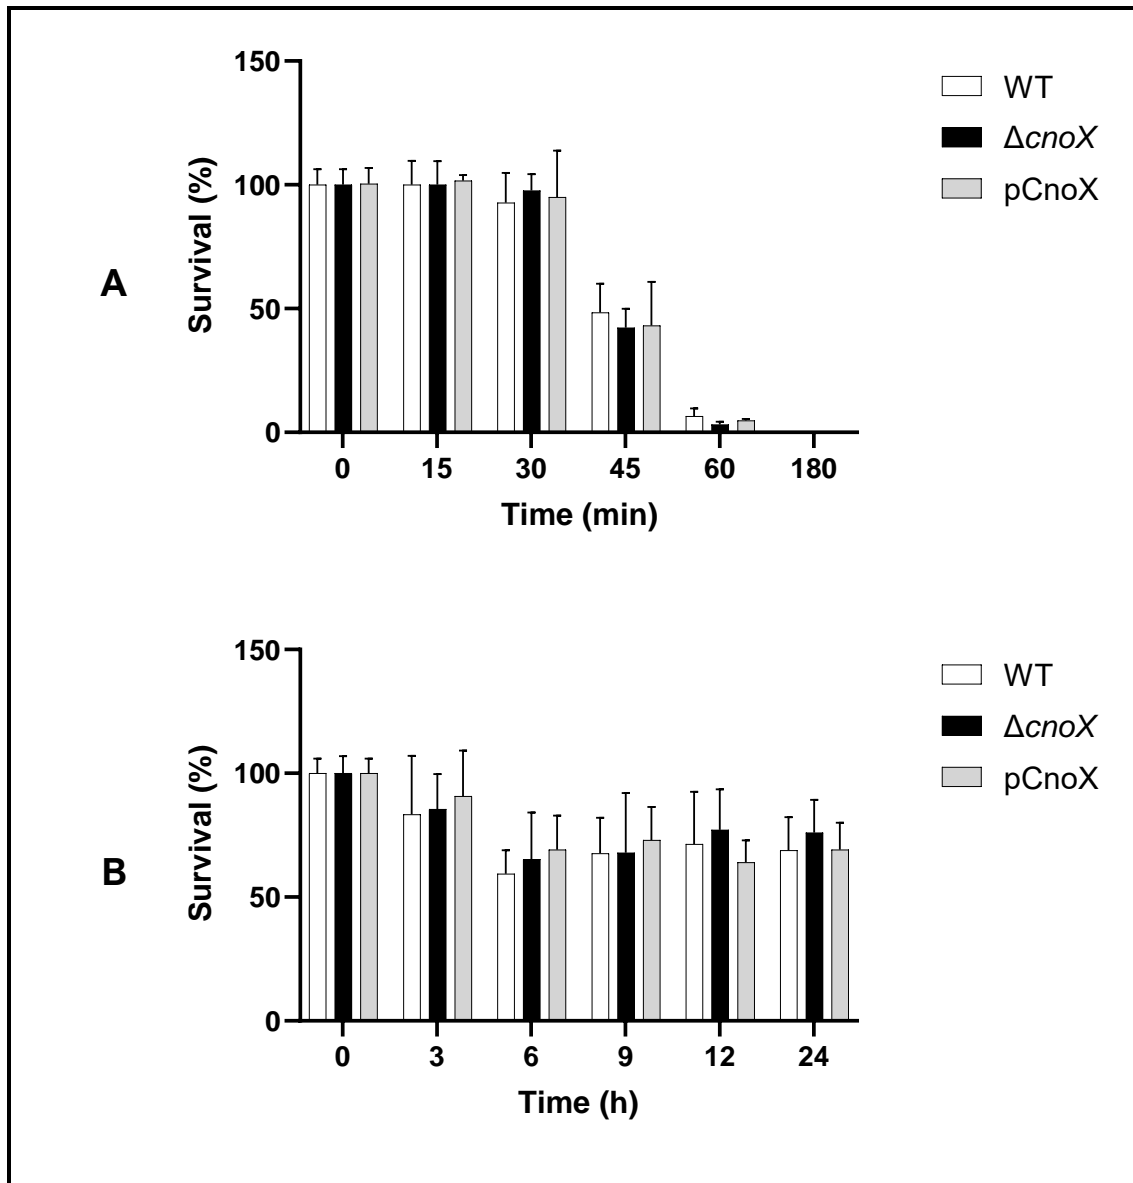 A
Survival (%)
150
100
50
0
0 15 30 45 60 180
Time (min)
WT
ΔcnoX
pCnoX
B
Survival (%)
150
100
50
0
0 3 6 9 12 24
Time (h)
WT
ΔcnoX
pCnoX